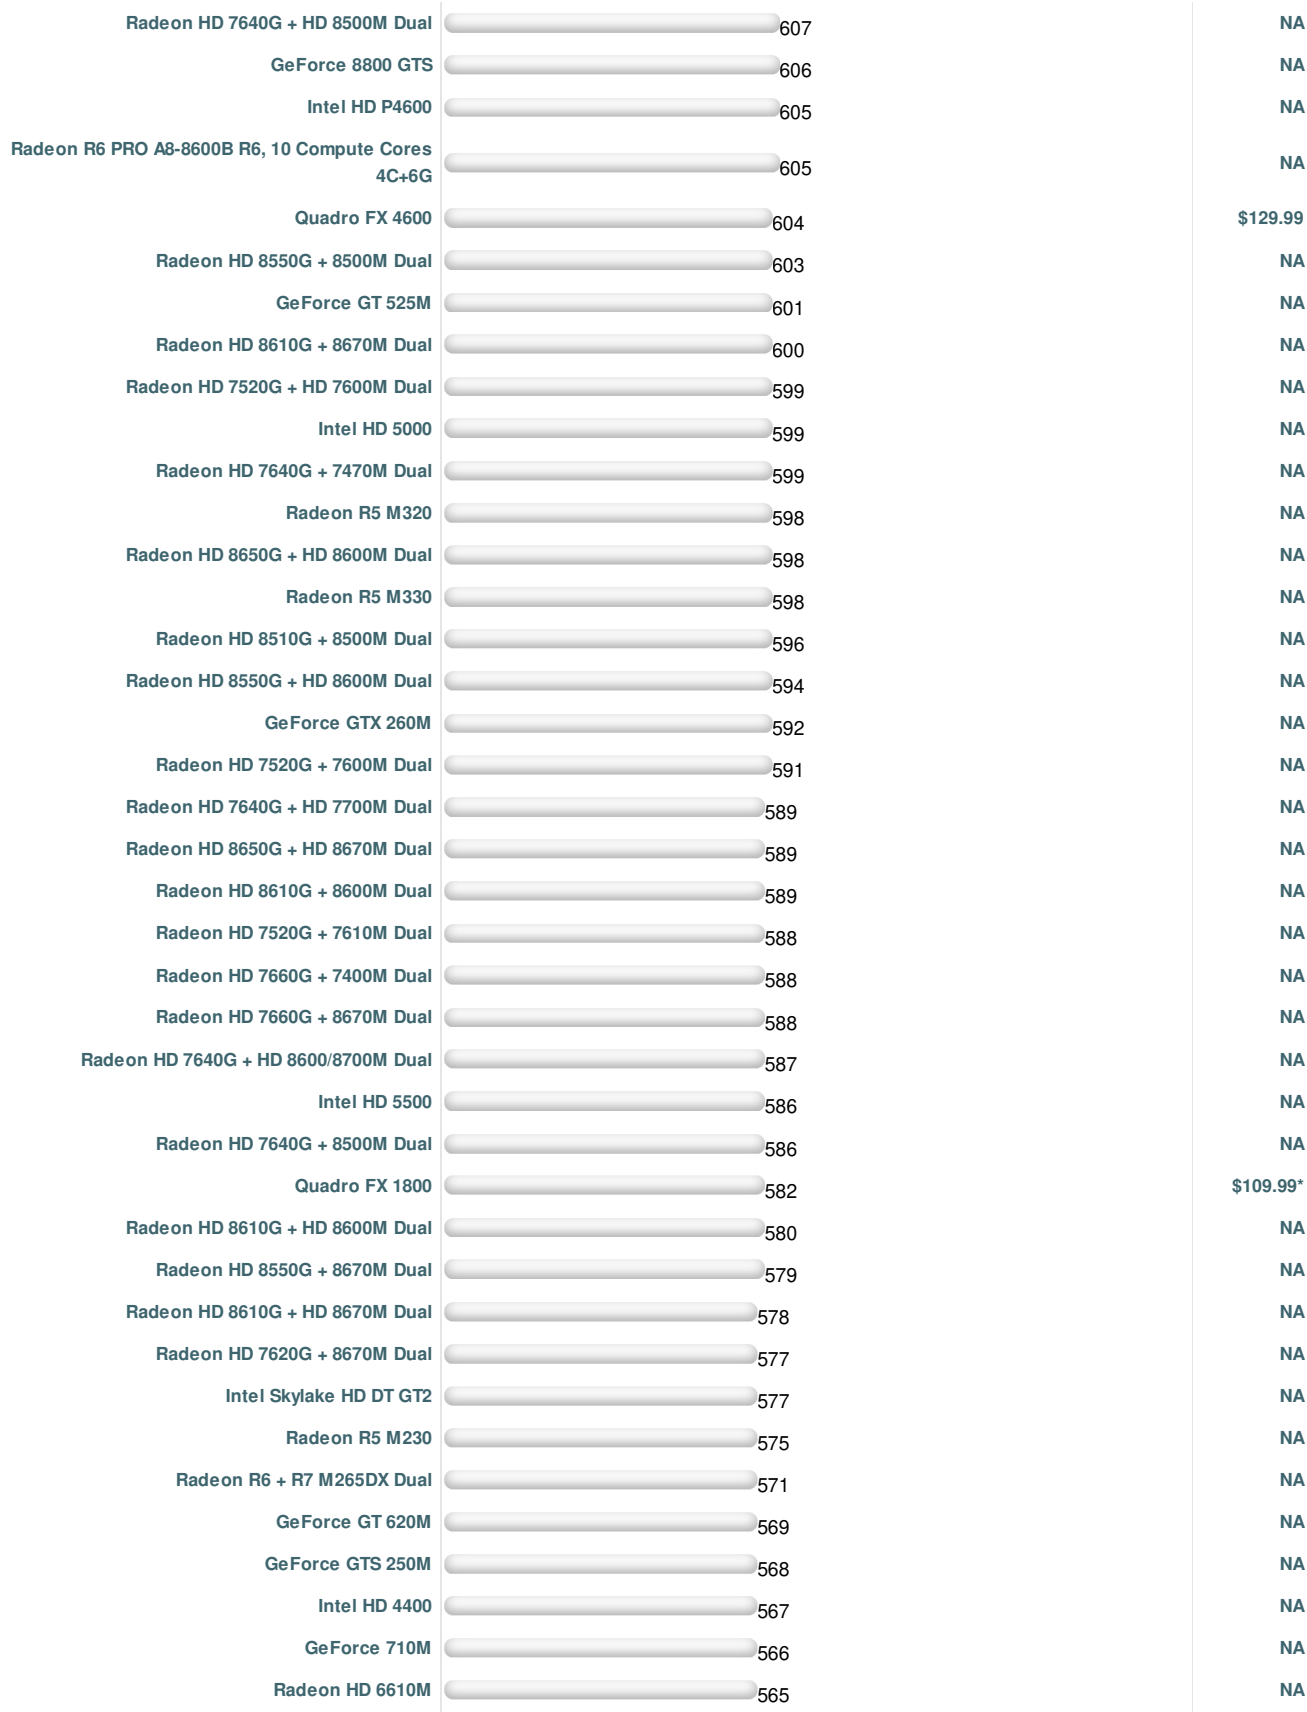 Radeon HD 7640G + HD 8500M Dual 607 NA
GeForce 8800 GTS 606 NA
Intel HD P4600 605 NA
Radeon R6 PRO A8-8600B R6, 10 Compute Cores
4C+6G 605 NA
Quadro FX 4600 604 $129.99
Radeon HD 8550G + 8500M Dual 603 NA
GeForce GT 525M 601 NA
Radeon HD 8610G + 8670M Dual 600 NA
Radeon HD 7520G + HD 7600M Dual 599 NA
Intel HD 5000 599 NA
Radeon HD 7640G + 7470M Dual 599 NA
Radeon R5 M320 598 NA
Radeon HD 8650G + HD 8600M Dual 598 NA
Radeon R5 M330 598 NA
Radeon HD 8510G + 8500M Dual 596 NA
Radeon HD 8550G + HD 8600M Dual 594 NA
GeForce GTX 260M 592 NA
Radeon HD 7520G + 7600M Dual 591 NA
Radeon HD 7640G + HD 7700M Dual 589 NA
Radeon HD 8650G + HD 8670M Dual 589 NA
Radeon HD 8610G + 8600M Dual 589 NA
Radeon HD 7520G + 7610M Dual 588 NA
Radeon HD 7660G + 7400M Dual 588 NA
Radeon HD 7660G + 8670M Dual 588 NA
Radeon HD 7640G + HD 8600/8700M Dual 587 NA
Intel HD 5500 586 NA
Radeon HD 7640G + 8500M Dual 586 NA
Quadro FX 1800 582 $109.99*
Radeon HD 8610G + HD 8600M Dual 580 NA
Radeon HD 8550G + 8670M Dual 579 NA
Radeon HD 8610G + HD 8670M Dual 578 NA
Radeon HD 7620G + 8670M Dual 577 NA
Intel Skylake HD DT GT2 577 NA
Radeon R5 M230 575 NA
Radeon R6 + R7 M265DX Dual 571 NA
GeForce GT 620M 569 NA
GeForce GTS 250M 568 NA
Intel HD 4400 567 NA
GeForce 710M 566 NA
Radeon HD 6610M 565 NA